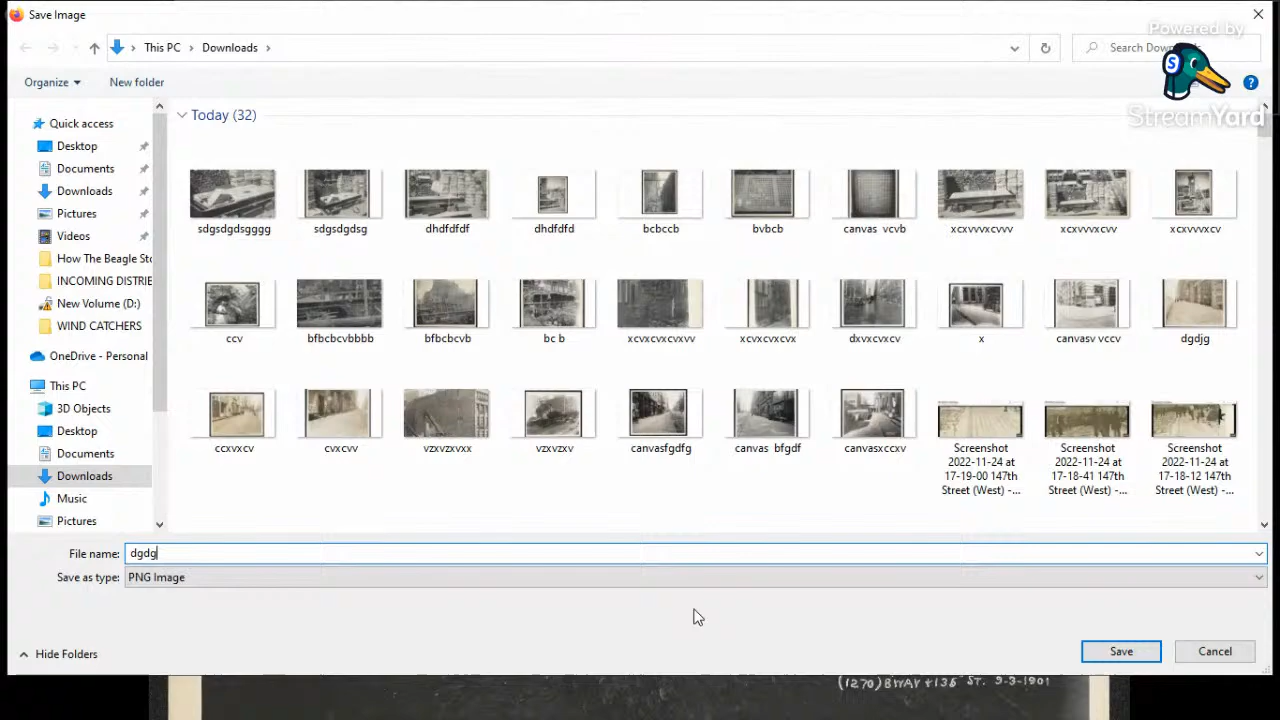 Save Image
Powered by
This PC
Downloads
Search Down
StreamYard
Organize
New folder
Today (32)
Quick access
Desktop
Documents
Downloads
Pictures
Videos
How The Beagle Sto
INCOMING DISTRIE
New Volume (D:)
WIND CATCHERS
OneDrive - Personal
This PC
3D Objects
Desktop
Documents
Downloads
Music
Pictures
sdgsgdsgggg
sdgsgdsg
dhdfdfdf
dhdfdfd
bcbccb
bvbcb
canvas vcvb
xcxvvvxcvvv
xcxvvvxcvv
xcxvvvxcv
ccv
bfbcbcvbbbb
bfbcbcvb
bc b
xcvxcvxcvxvv
xcvxcvxcvx
dxvxcvxcv
x
canvasv vccv
dgdjg
ccxvxcv
cvxcvv
vzxvzxvxx
vzxvzxv
canvasfgdfg
canvas bfgdf
canvasxccxv
Screenshot
2022-11-24 at
17-19-00 147th
Street (West) -...
Screenshot
2022-11-24 at
17-18-41 147th
Street (West) -...
Screenshot
2022-11-24 at
17-18-12 147th
Street (West) -...
File name: dgdg
Save as type: PNG Image
Hide Folders
Save
Cancel
(1270) BWAY + 136 ST. 9-3-1901